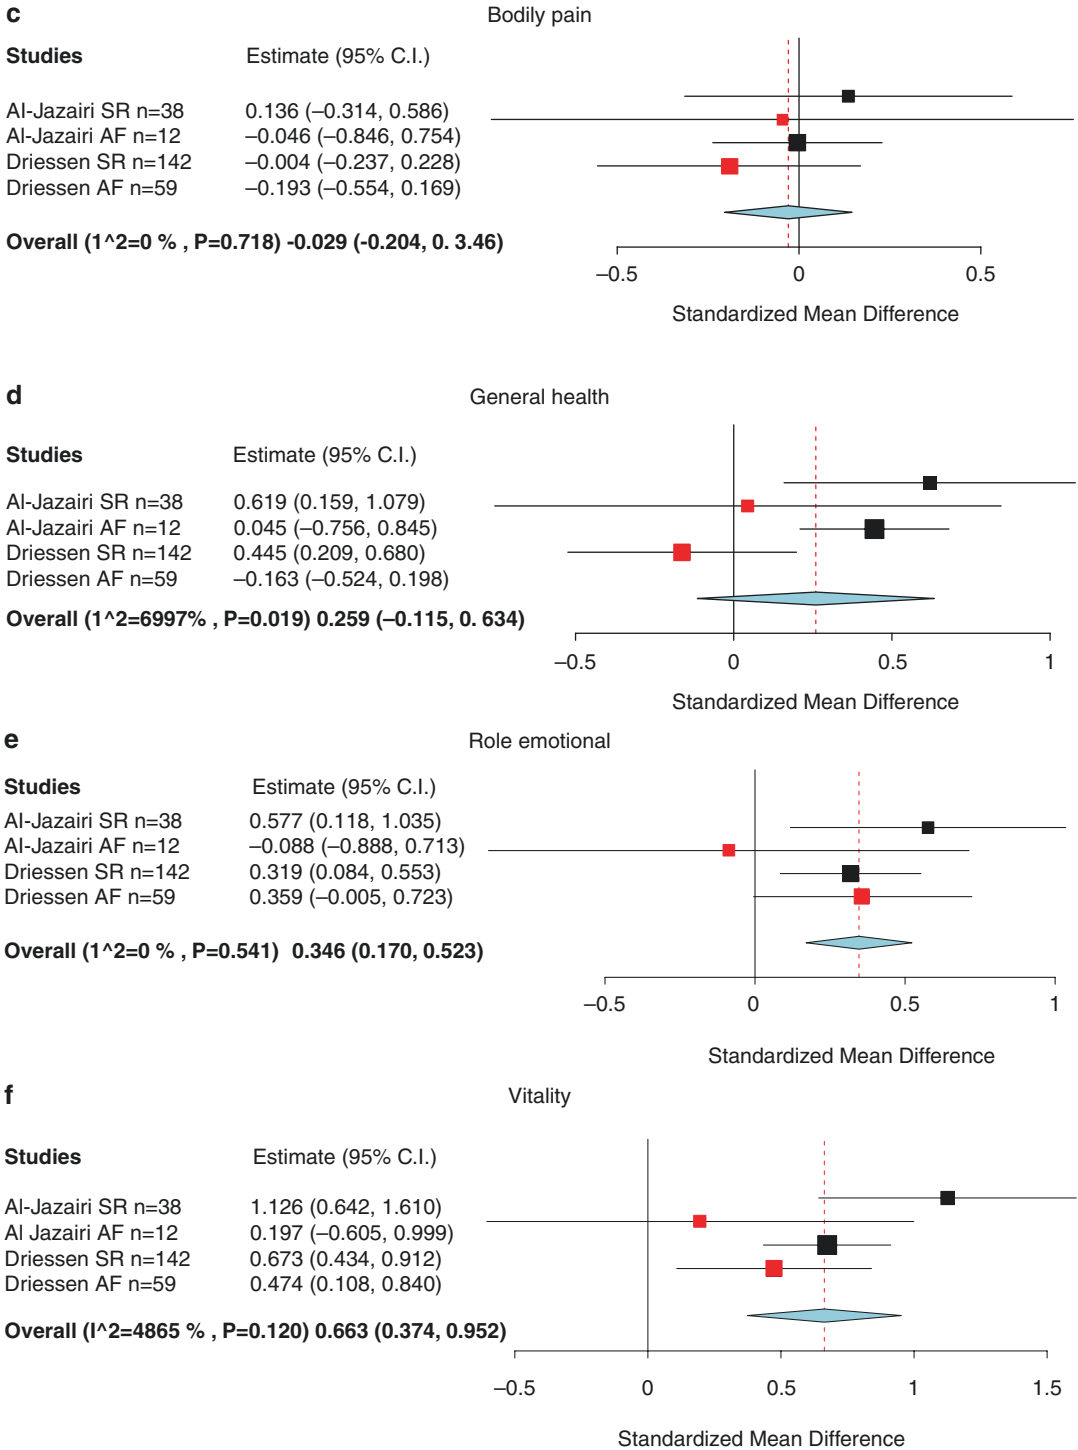 c
Bodily pain
Studies Estimate (95% C.I.)
Al-Jazairi SR n=38 0.136 (–0.314, 0.586)
Al-Jazairi AF n=12 –0.046 (–0.846, 0.754)
Driessen SR n=142 –0.004 (–0.237, 0.228)
Driessen AF n=59 –0.193 (–0.554, 0.169)
Overall (1^2=0 % , P=0.718) -0.029 (-0.204, 0. 3.46)
–0.5 0 0.5
Standardized Mean Difference
d
General health
Studies Estimate (95% C.I.)
Al-Jazairi SR n=38 0.619 (0.159, 1.079)
Al-Jazairi AF n=12 0.045 (–0.756, 0.845)
Driessen SR n=142 0.445 (0.209, 0.680)
Driessen AF n=59 –0.163 (–0.524, 0.198)
Overall (1^2=6997% , P=0.019) 0.259 (–0.115, 0. 634)
–0.5 0 0.5 1
Standardized Mean Difference
e
Role emotional
Studies Estimate (95% C.I.)
Al-Jazairi SR n=38 0.577 (0.118, 1.035)
Al-Jazairi AF n=12 –0.088 (–0.888, 0.713)
Driessen SR n=142 0.319 (0.084, 0.553)
Driessen AF n=59 0.359 (–0.005, 0.723)
Overall (1^2=0 % , P=0.541) 0.346 (0.170, 0.523)
–0.5 0 0.5 1
Standardized Mean Difference
f
Vitality
Studies Estimate (95% C.I.)
Al-Jazairi SR n=38 1.126 (0.642, 1.610)
Al Jazairi AF n=12 0.197 (–0.605, 0.999)
Driessen SR n=142 0.673 (0.434, 0.912)
Driessen AF n=59 0.474 (0.108, 0.840)
Overall (I^2=4865 % , P=0.120) 0.663 (0.374, 0.952)
–0.5 0 0.5 1 1.5
Standardized Mean Difference